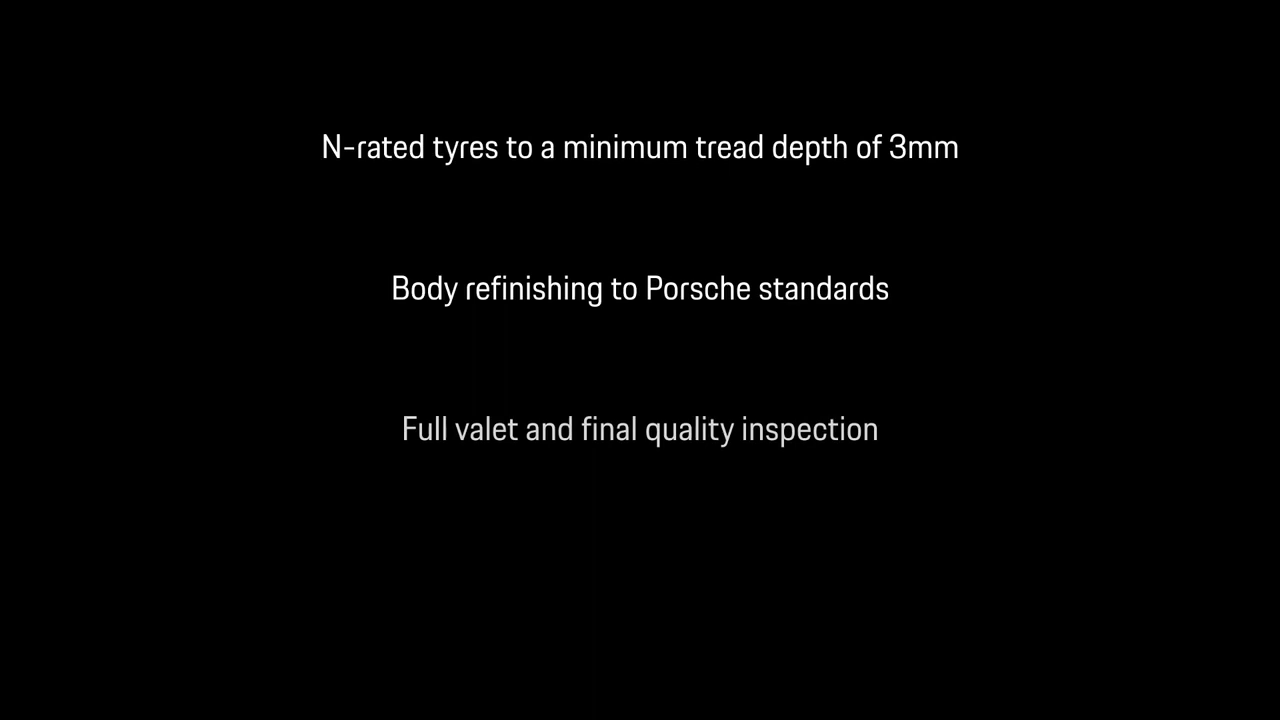 N-rated tyres to a minimum tread depth of 3mm
Body refinishing to Porsche standards
Full valet and final quality inspection